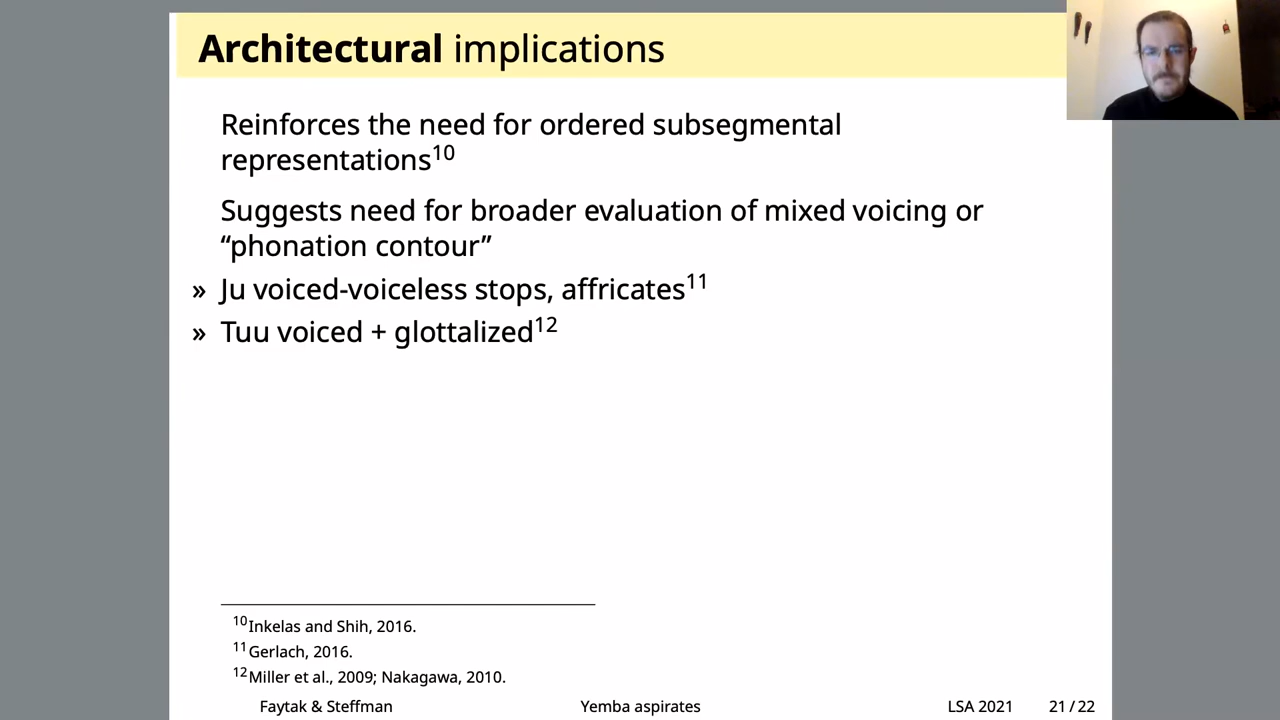 Architectural implications
Reinforces the need for ordered subsegmental
representations10
Suggests need for broader evaluation of mixed voicing or
“phonation contour”
» Ju voiced-voiceless stops, affricates11
» Tuu voiced + glottalized12
10Inkelas and Shih, 2016.
11Gerlach, 2016.
12Miller et al., 2009; Nakagawa, 2010.
Faytak & Steffman Yemba aspirates LSA 2021 21 / 22